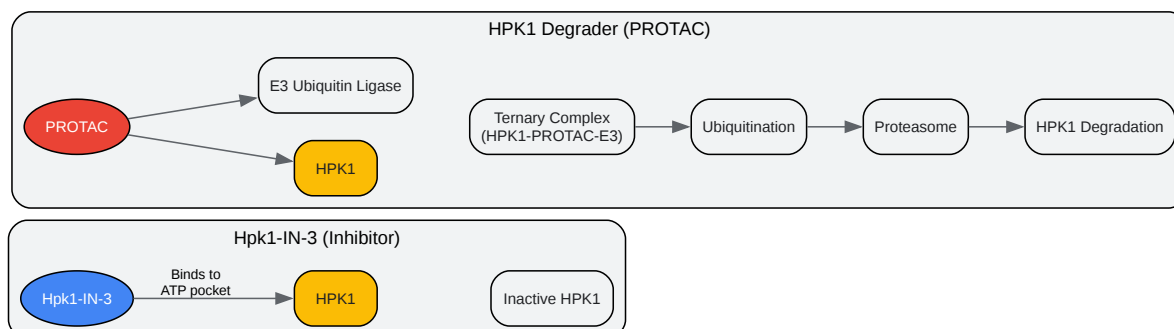 HPK1 Degrader (PROTAC)
E3 Ubiquitin Ligase
PROTAC
HPK1
Ternary Complex
(HPK1-PROTAC-E3)
Ubiquitination
Proteasome
HPK1 Degradation
Hpk1-IN-3 (Inhibitor)
Hpk1-IN-3
Binds to
ATP pocket
HPK1
Inactive HPK1